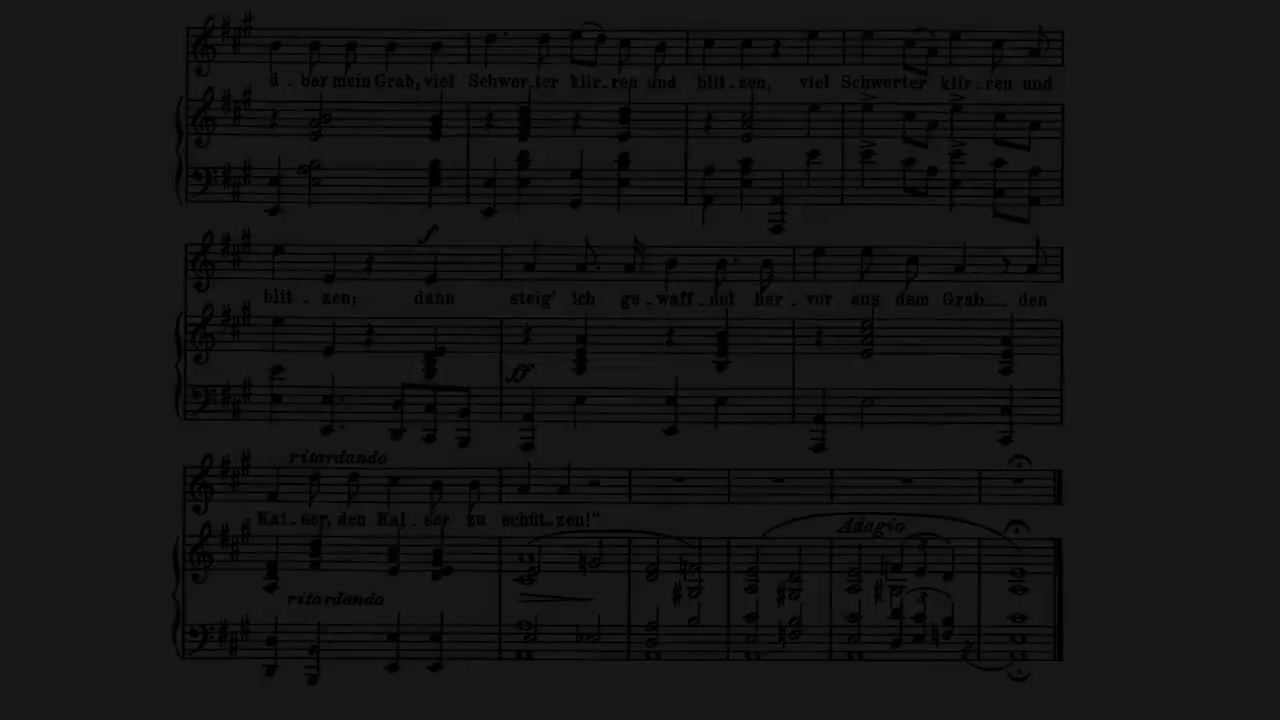 ü - ber mein Grab, viel Schwer-ter klir-ren und blit-zen, viel Schwerter klir-ren und
f
blit - zen; dann steig' ich ge-waff-net her-vor aus dem Grab den
ff
ritardando
Kai-ser, den Kai-ser zu schüt-zen!"
Adagio
ritardando